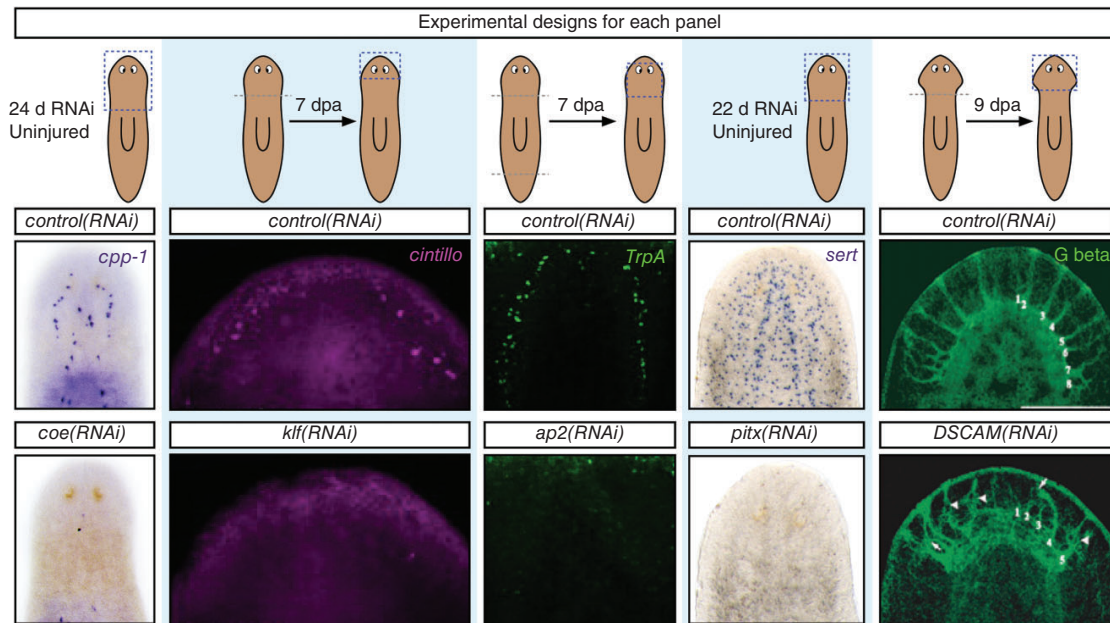 Experimental designs for each panel
24 d RNAi
Uninjured
7 dpa
7 dpa
22 d RNAi
Uninjured
9 dpa
control(RNAi)
control(RNAi)
control(RNAi)
control(RNAi)
control(RNAi)
cpp-1
cintillo
TrpA
sert
G beta
1 2
3
4
5
6
7
8
coe(RNAi)
klf(RNAi)
ap2(RNAi)
pitx(RNAi)
DSCAM(RNAi)
1 2 3
4
5